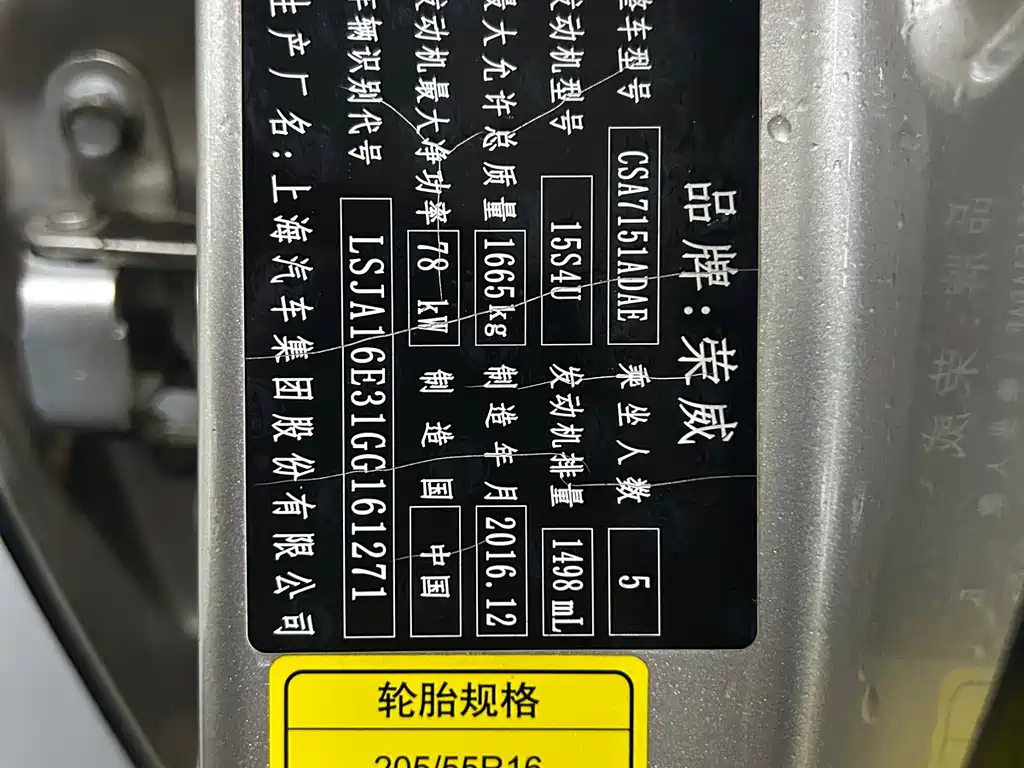 品牌:荣威
整车型号 CSA7151ADAE 乘坐人数 5
发动机型号 15S4U 发动机排量 1498mL
最大允许总质量 1665kg 制造年月 2016.12
发动机最大净功率 78 kW 制造国 中国
车辆识别代号 LSJA16E31GG161271
生产厂名:上海汽车集团股份有限公司
轮胎规格
205/55R16